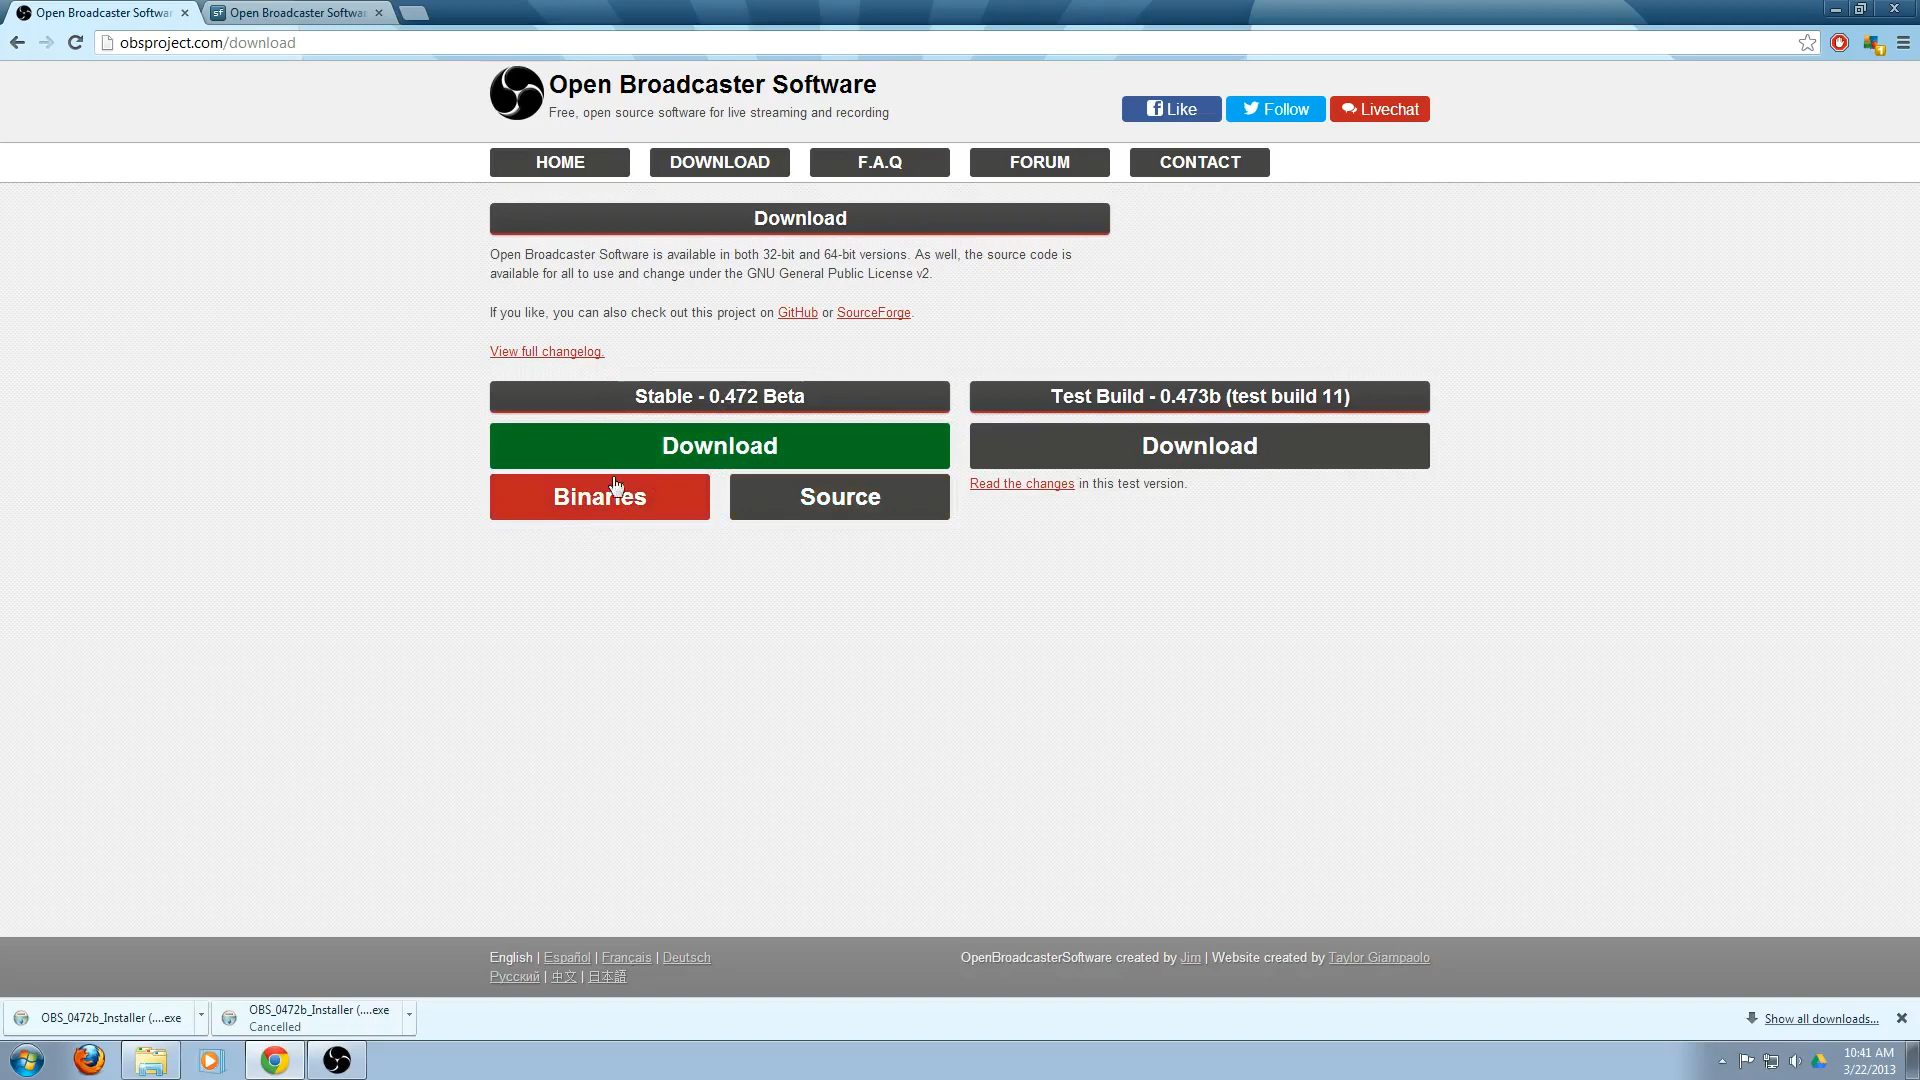 Open Broadcaster Softwar
Open Broadcaster Softwar
obsproject.com/download
Open Broadcaster Software
Free, open source software for live streaming and recording
Like
Follow
Livechat
HOME
DOWNLOAD
F.A.Q
FORUM
CONTACT
Download
Open Broadcaster Software is available in both 32-bit and 64-bit versions. As well, the source code is
available for all to use and change under the GNU General Public License v2.
If you like, you can also check out this project on GitHub or SourceForge.
View full changelog.
Stable - 0.472 Beta
Test Build - 0.473b (test build 11)
Download
Download
Binaries
Source
Read the changes in this test version.
English | Español | Français | Deutsch
Русский | 中文 | 日本語
OpenBroadcasterSoftware created by Jim | Website created by Taylor Giampaolo
OBS_0472b_Installer (....exe
OBS_0472b_Installer (....exe
Cancelled
Show all downloads...
10:41 AM
3/22/2013